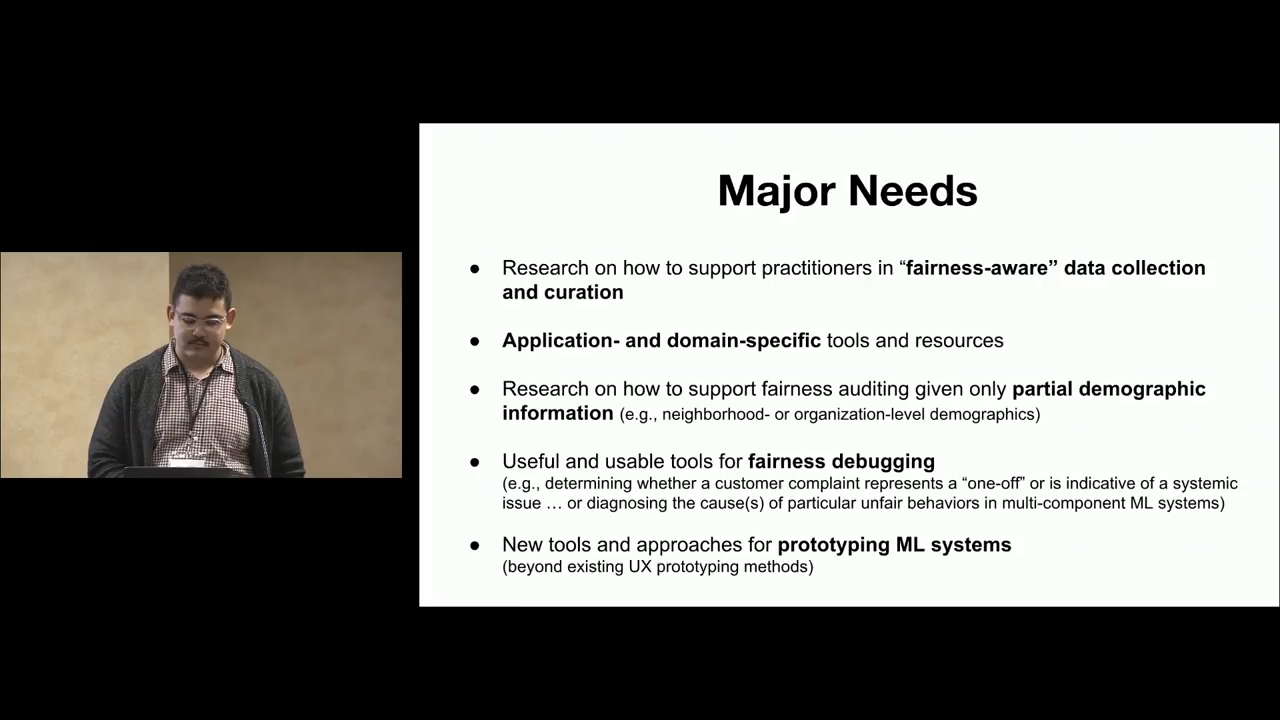 Major Needs
● Research on how to support practitioners in “fairness-aware” data collection
and curation
● Application- and domain-specific tools and resources
● Research on how to support fairness auditing given only partial demographic
information (e.g., neighborhood- or organization-level demographics)
● Useful and usable tools for fairness debugging
(e.g., determining whether a customer complaint represents a “one-off” or is indicative of a systemic
issue … or diagnosing the cause(s) of particular unfair behaviors in multi-component ML systems)
● New tools and approaches for prototyping ML systems
(beyond existing UX prototyping methods)